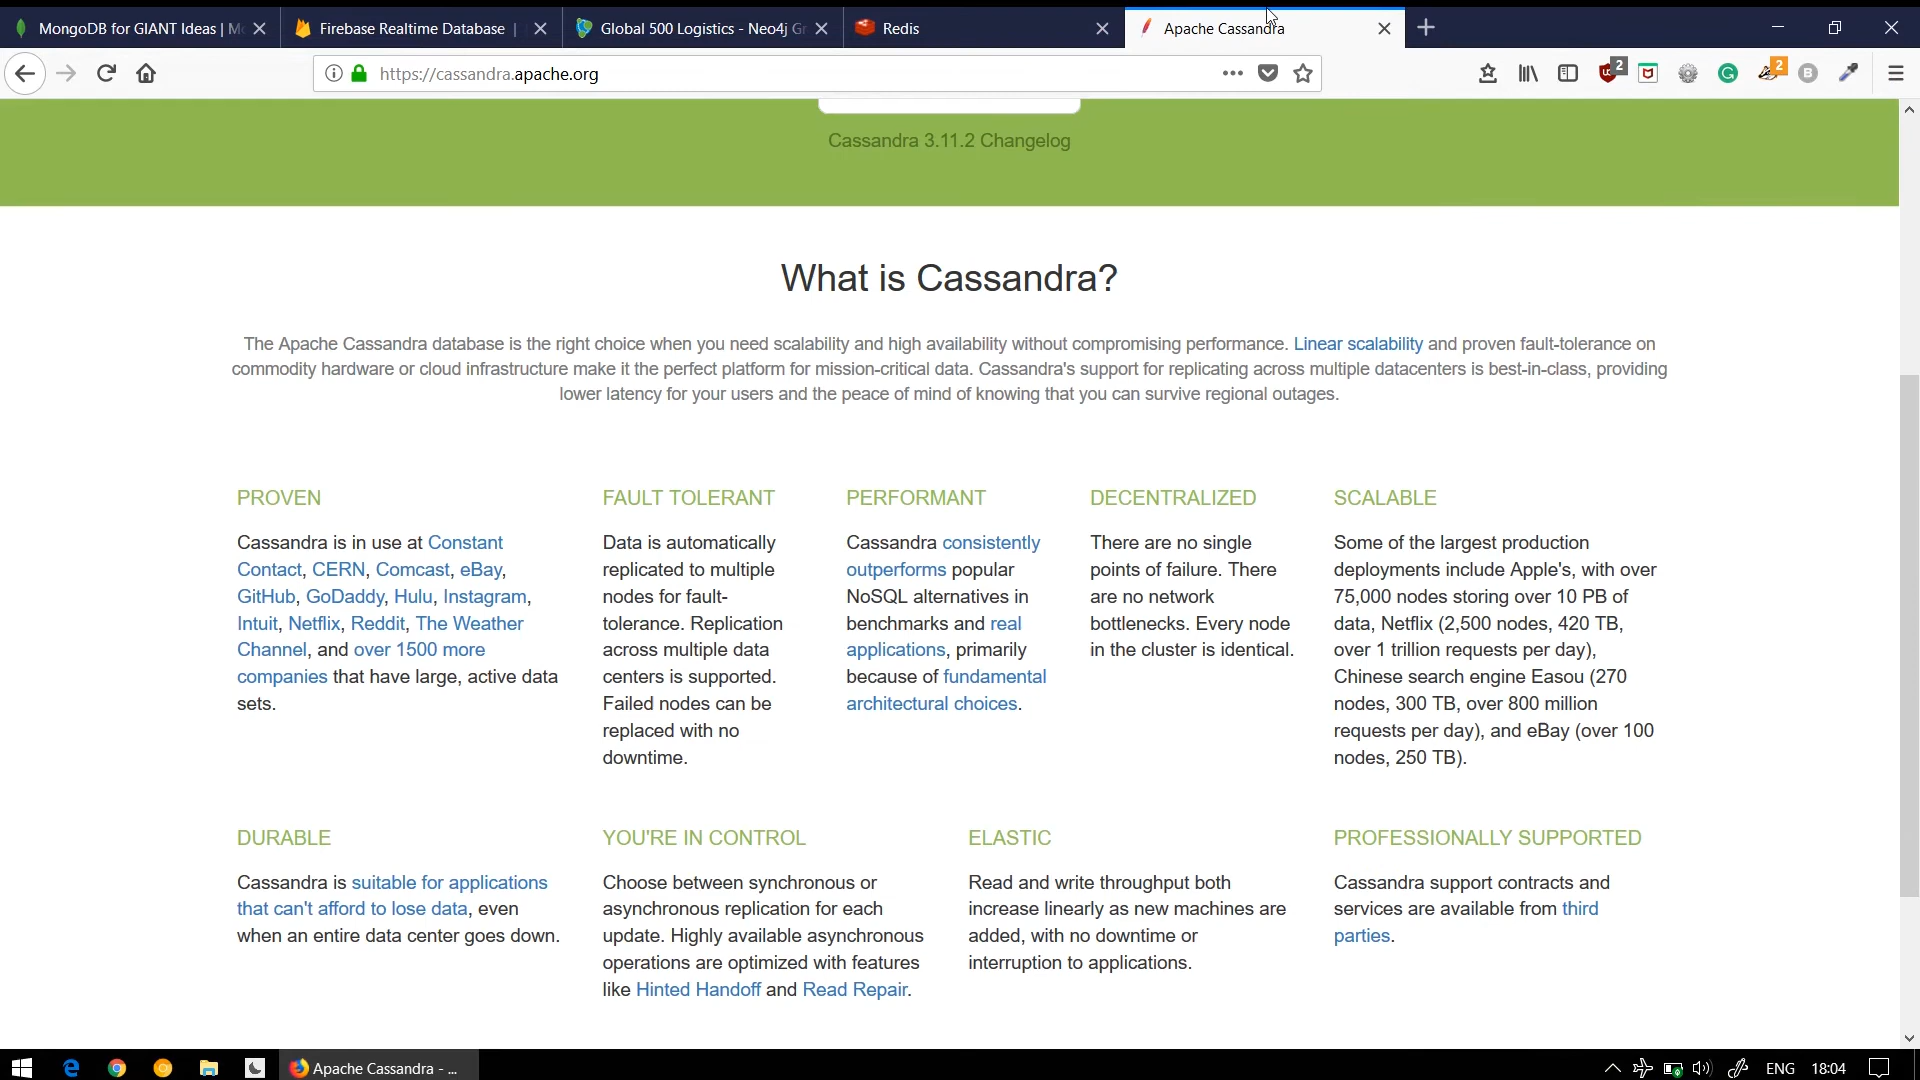 MongoDB for GIANT Ideas | M
Firebase Realtime Database |
Global 500 Logistics - Neo4j Gr
Redis
Apache Cassandra
https://cassandra.apache.org
2
2
B
Cassandra 3.11.2 Changelog
What is Cassandra?
The Apache Cassandra database is the right choice when you need scalability and high availability without compromising performance. Linear scalability and proven fault-tolerance on
commodity hardware or cloud infrastructure make it the perfect platform for mission-critical data. Cassandra's support for replicating across multiple datacenters is best-in-class, providing
lower latency for your users and the peace of mind of knowing that you can survive regional outages.
PROVEN
Cassandra is in use at Constant
Contact, CERN, Comcast, eBay,
GitHub, GoDaddy, Hulu, Instagram,
Intuit, Netflix, Reddit, The Weather
Channel, and over 1500 more
companies that have large, active data
sets.
FAULT TOLERANT
Data is automatically
replicated to multiple
nodes for fault-
tolerance. Replication
across multiple data
centers is supported.
Failed nodes can be
replaced with no
downtime.
PERFORMANT
Cassandra consistently
outperforms popular
NoSQL alternatives in
benchmarks and real
applications, primarily
because of fundamental
architectural choices.
DECENTRALIZED
There are no single
points of failure. There
are no network
bottlenecks. Every node
in the cluster is identical.
SCALABLE
Some of the largest production
deployments include Apple's, with over
75,000 nodes storing over 10 PB of
data, Netflix (2,500 nodes, 420 TB,
over 1 trillion requests per day),
Chinese search engine Easou (270
nodes, 300 TB, over 800 million
requests per day), and eBay (over 100
nodes, 250 TB).
DURABLE
Cassandra is suitable for applications
that can't afford to lose data, even
when an entire data center goes down.
YOU'RE IN CONTROL
Choose between synchronous or
asynchronous replication for each
update. Highly available asynchronous
operations are optimized with features
like Hinted Handoff and Read Repair.
ELASTIC
Read and write throughput both
increase linearly as new machines are
added, with no downtime or
interruption to applications.
PROFESSIONALLY SUPPORTED
Cassandra support contracts and
services are available from third
parties.
Apache Cassandra - ...
ENG
18:04